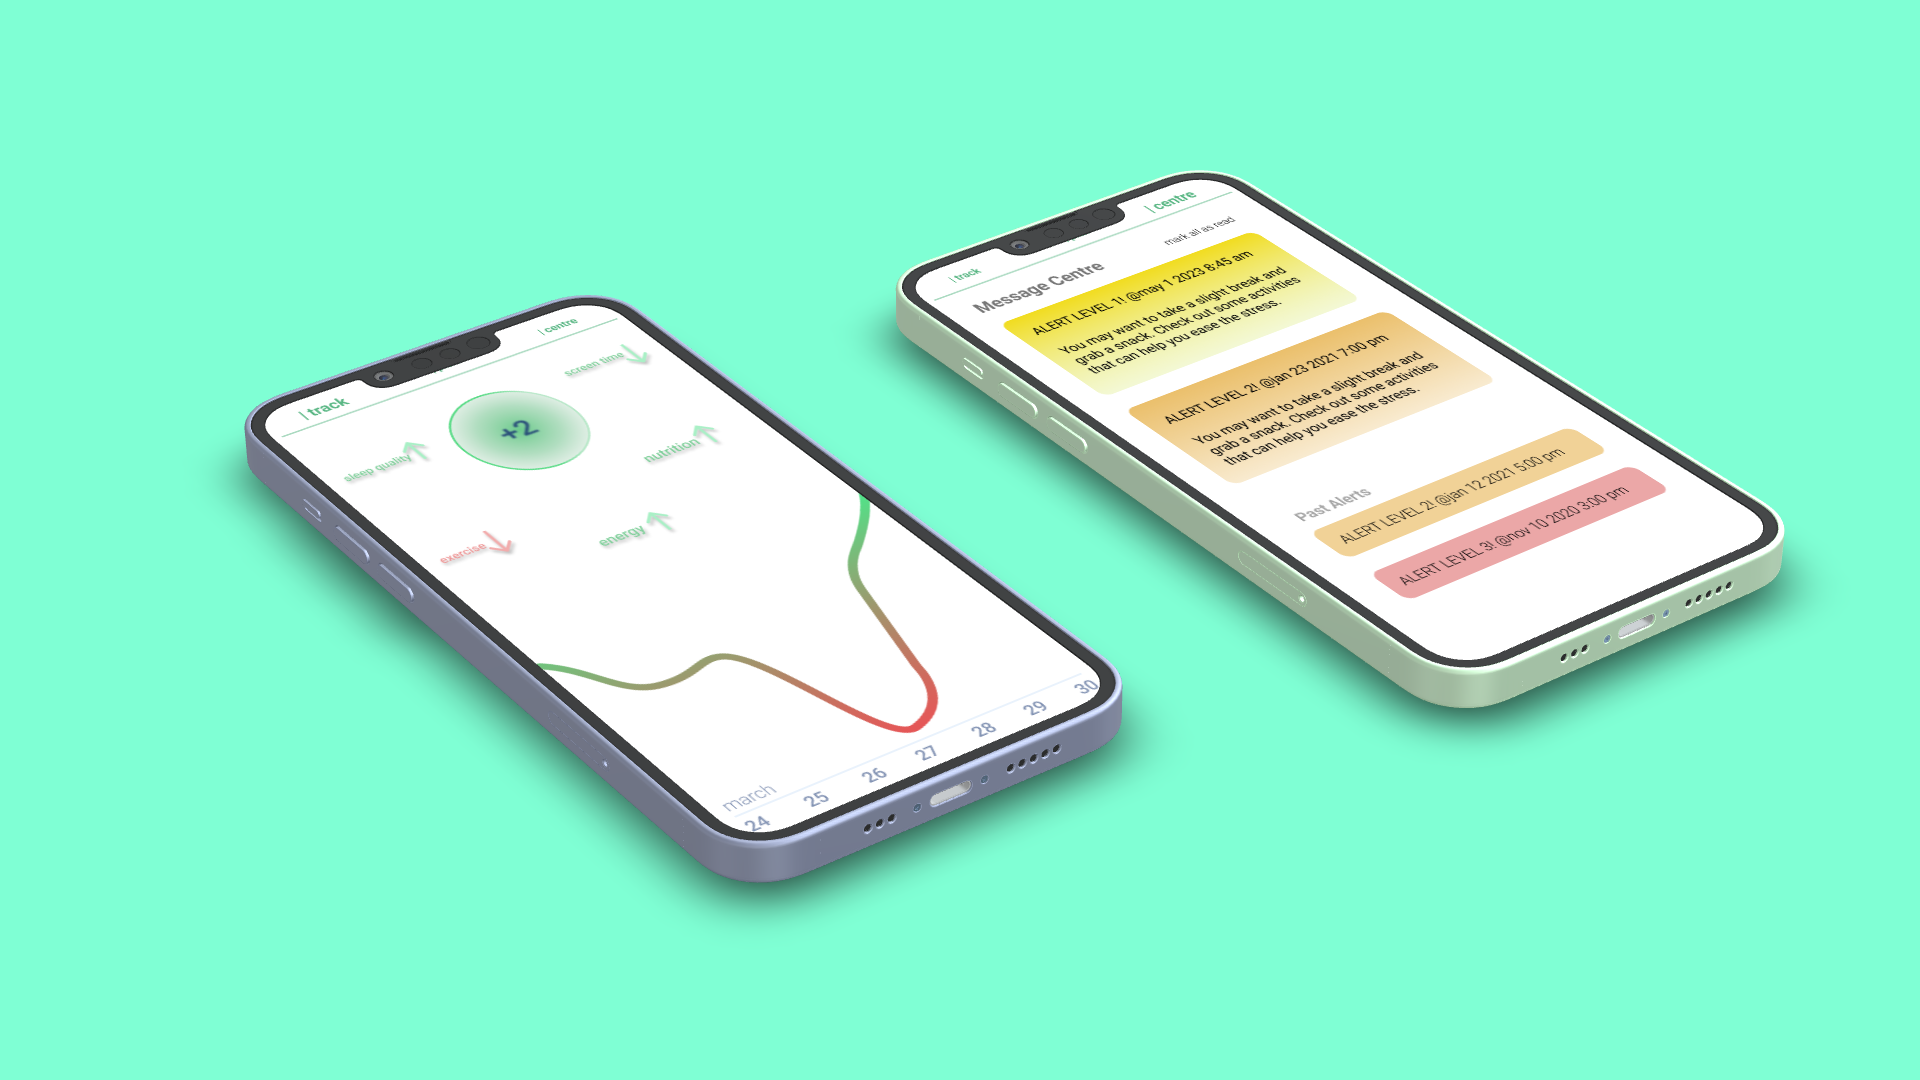 | track
| centre
screen time
+2
sleep quality
nutrition
energy
exercise
march
24 25 26 27 28 29 30
| track
| centre
mark all as read
Message Centre
ALERT LEVEL 1! @may 1 2023 8:45 am
You may want to take a slight break and
grab a snack. Check out some activities
that can help you ease the stress.
ALERT LEVEL 2! @jan 23 2021 7:00 pm
You may want to take a slight break and
grab a snack. Check out some activities
that can help you ease the stress.
Past Alerts
ALERT LEVEL 2! @jan 12 2021 5:00 pm
ALERT LEVEL 3! @nov 10 2020 3:00 pm